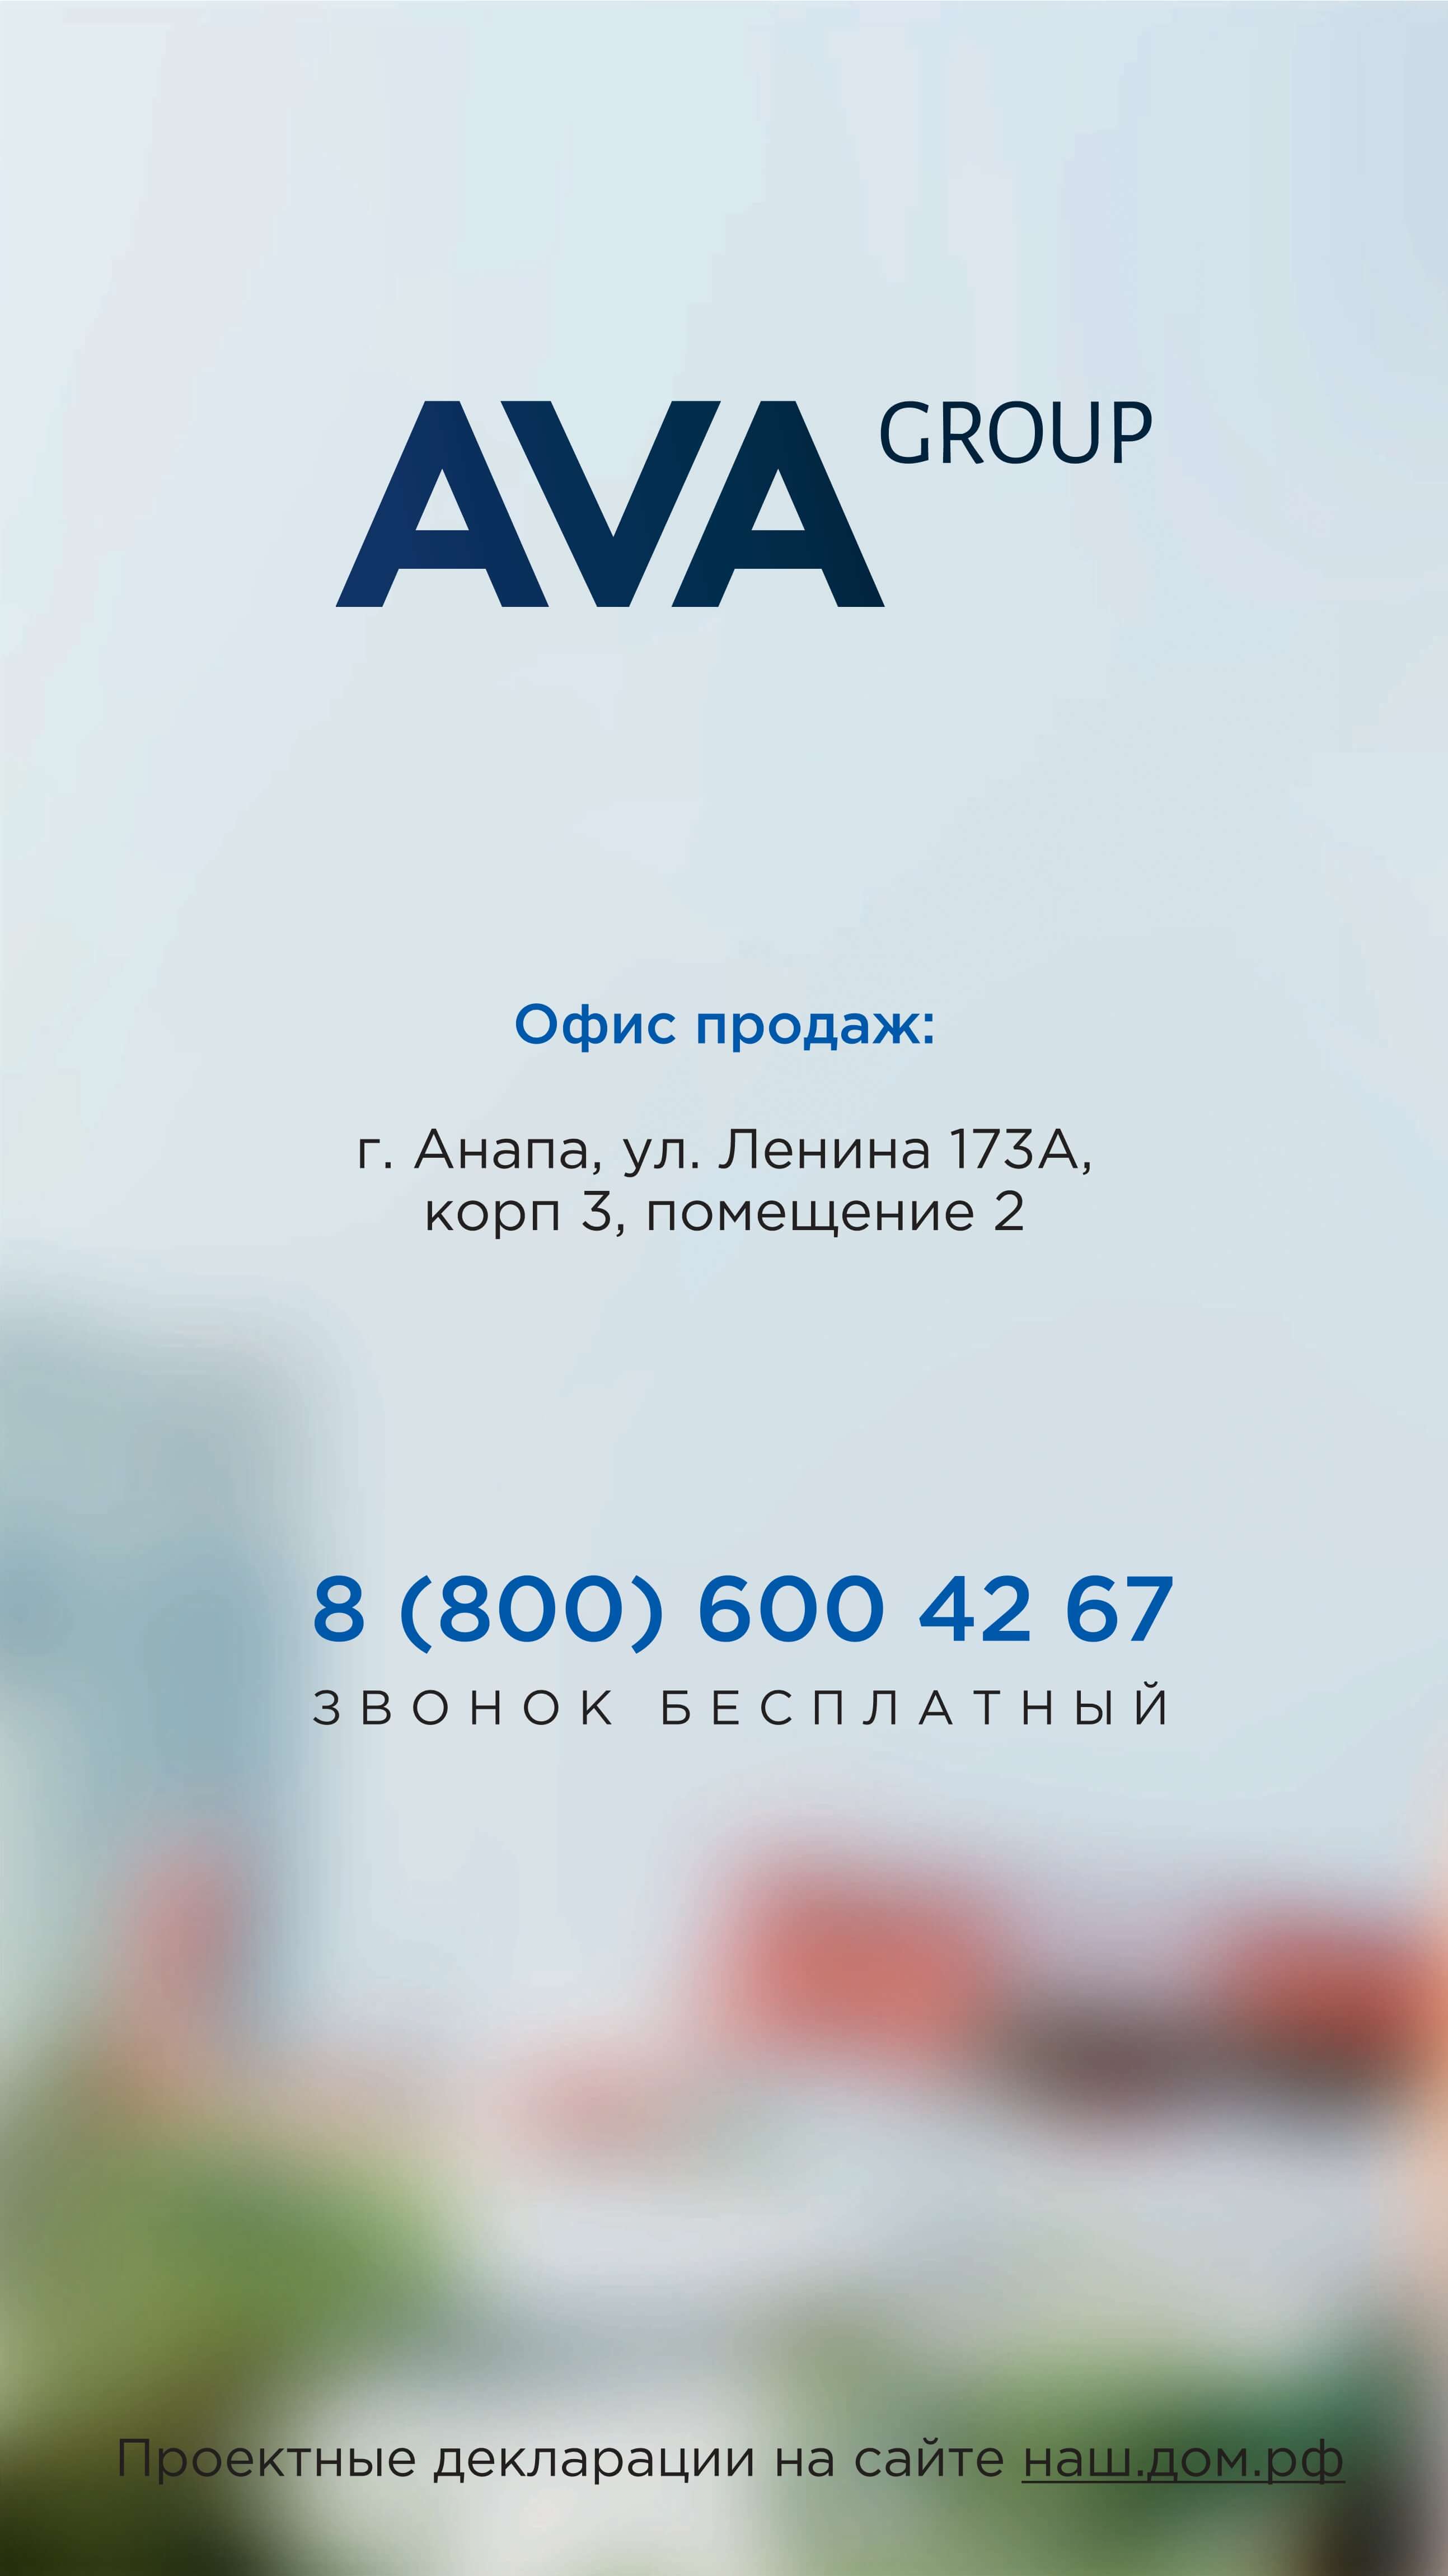 AVA GROUP
Офис продаж:
г. Анапа, ул. Ленина 173А,
корп 3, помещение 2
8 (800) 600 42 67
ЗВОНОК БЕСПЛАТНЫЙ
Проектные декларации на сайте наш.дом.рф